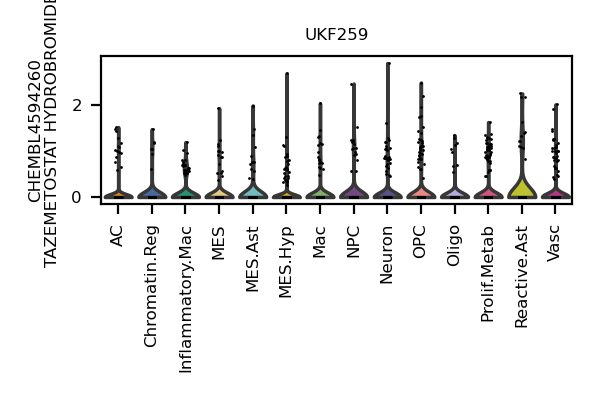 UKF259
CHEMBL4594260
TAZEMETOSTAT HYDROBROMIDE
2
0
AC
Chromatin.Reg
Inflammatory.Mac
MES
MES.Ast
MES.Hyp
Mac
NPC
Neuron
OPC
Oligo
Prolif.Metab
Reactive.Ast
Vasc